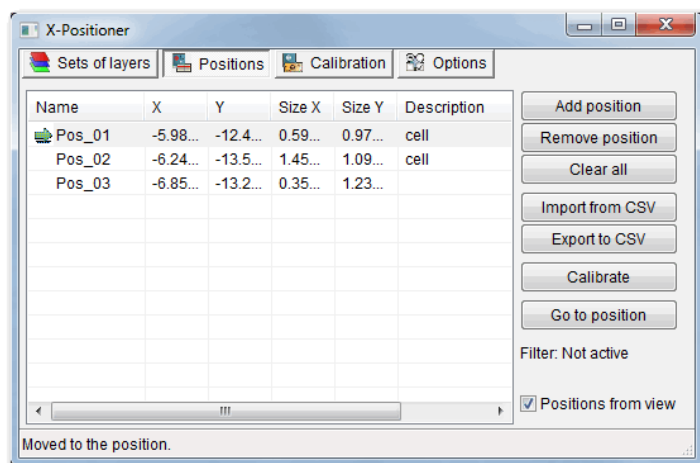 X-Positioner
Sets of layers Positions Calibration Options
Name X Y Size X Size Y Description
Pos_01 -5.98... -12.4... 0.59... 0.97... cell
Pos_02 -6.24... -13.5... 1.45... 1.09... cell
Pos_03 -6.85... -13.2... 0.35... 1.23...
Add position
Remove position
Clear all
Import from CSV
Export to CSV
Calibrate
Go to position
Filter: Not active
Positions from view
Moved to the position.